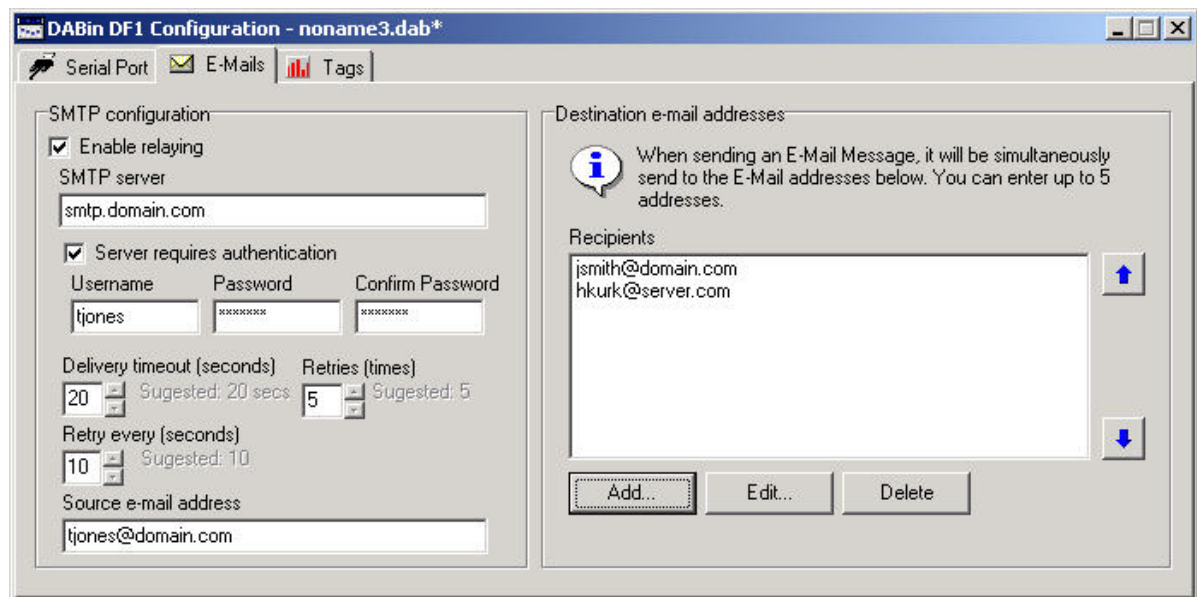 DABin DF1 Configuration - noname3.dab*
Serial Port E-Mails Tags
SMTP configuration
Enable relaying
SMTP server
smtp.domain.com
Server requires authentication
Username Password Confirm Password
tjones ******* *******
Delivery timeout (seconds) Retries (times)
20 Sugested: 20 secs 5 Sugested: 5
Retry every (seconds)
10 Sugested: 10
Source e-mail address
tjones@domain.com
Destination e-mail addresses
When sending an E-Mail Message, it will be simultaneously
send to the E-Mail addresses below. You can enter up to 5
addresses.
Recipients
jsmith@domain.com
hkurk@server.com
Add... Edit... Delete